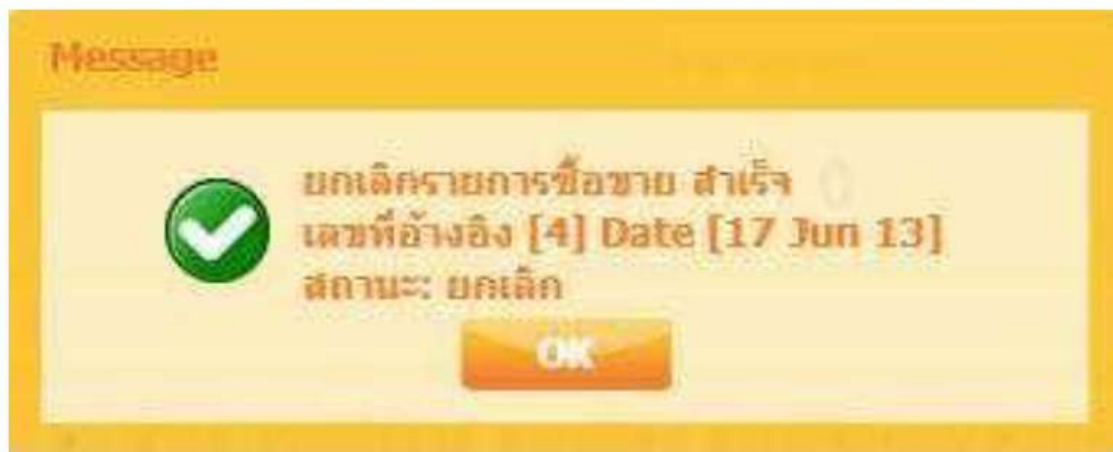 Message
ยกเลิกรายการซื้อขาย สำเร็จ
เลขที่อ้างอิง [4] Date [17 Jun 13]
สถานะ: ยกเลิก
OK